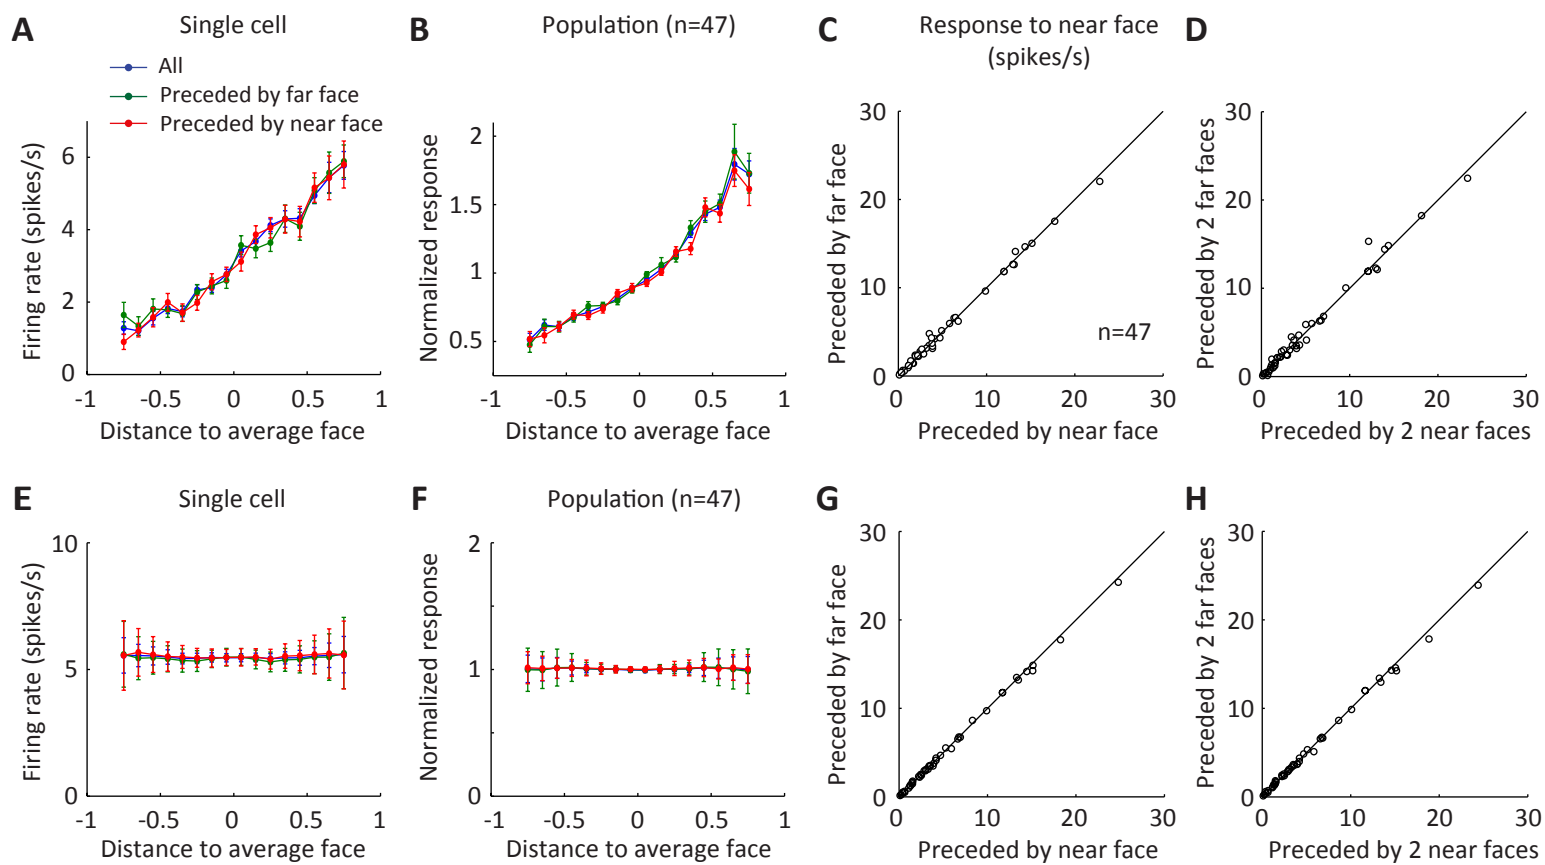 A
Single cell
All
Preceded by far face
Preceded by near face
Firing rate (spikes/s)
6
4
2
0
-1
-0.5
0
0.5
1
Distance to average face
B
Population (n=47)
Normalized response
2
1.5
1
0.5
-1
-0.5
0
0.5
1
Distance to average face
C
Response to near face
(spikes/s)
Preceded by far face
30
20
10
0
n=47
0
10
20
30
Preceded by near face
D
Preceded by 2 far faces
30
20
10
0
0
10
20
30
Preceded by 2 near faces
E
Single cell
Firing rate (spikes/s)
10
5
0
-1
-0.5
0
0.5
1
Distance to average face
F
Population (n=47)
Normalized response
2
1
0
-1
-0.5
0
0.5
1
Distance to average face
G
Preceded by far face
30
20
10
0
0
10
20
30
Preceded by near face
H
Preceded by 2 far faces
30
20
10
0
0
10
20
30
Preceded by 2 near faces